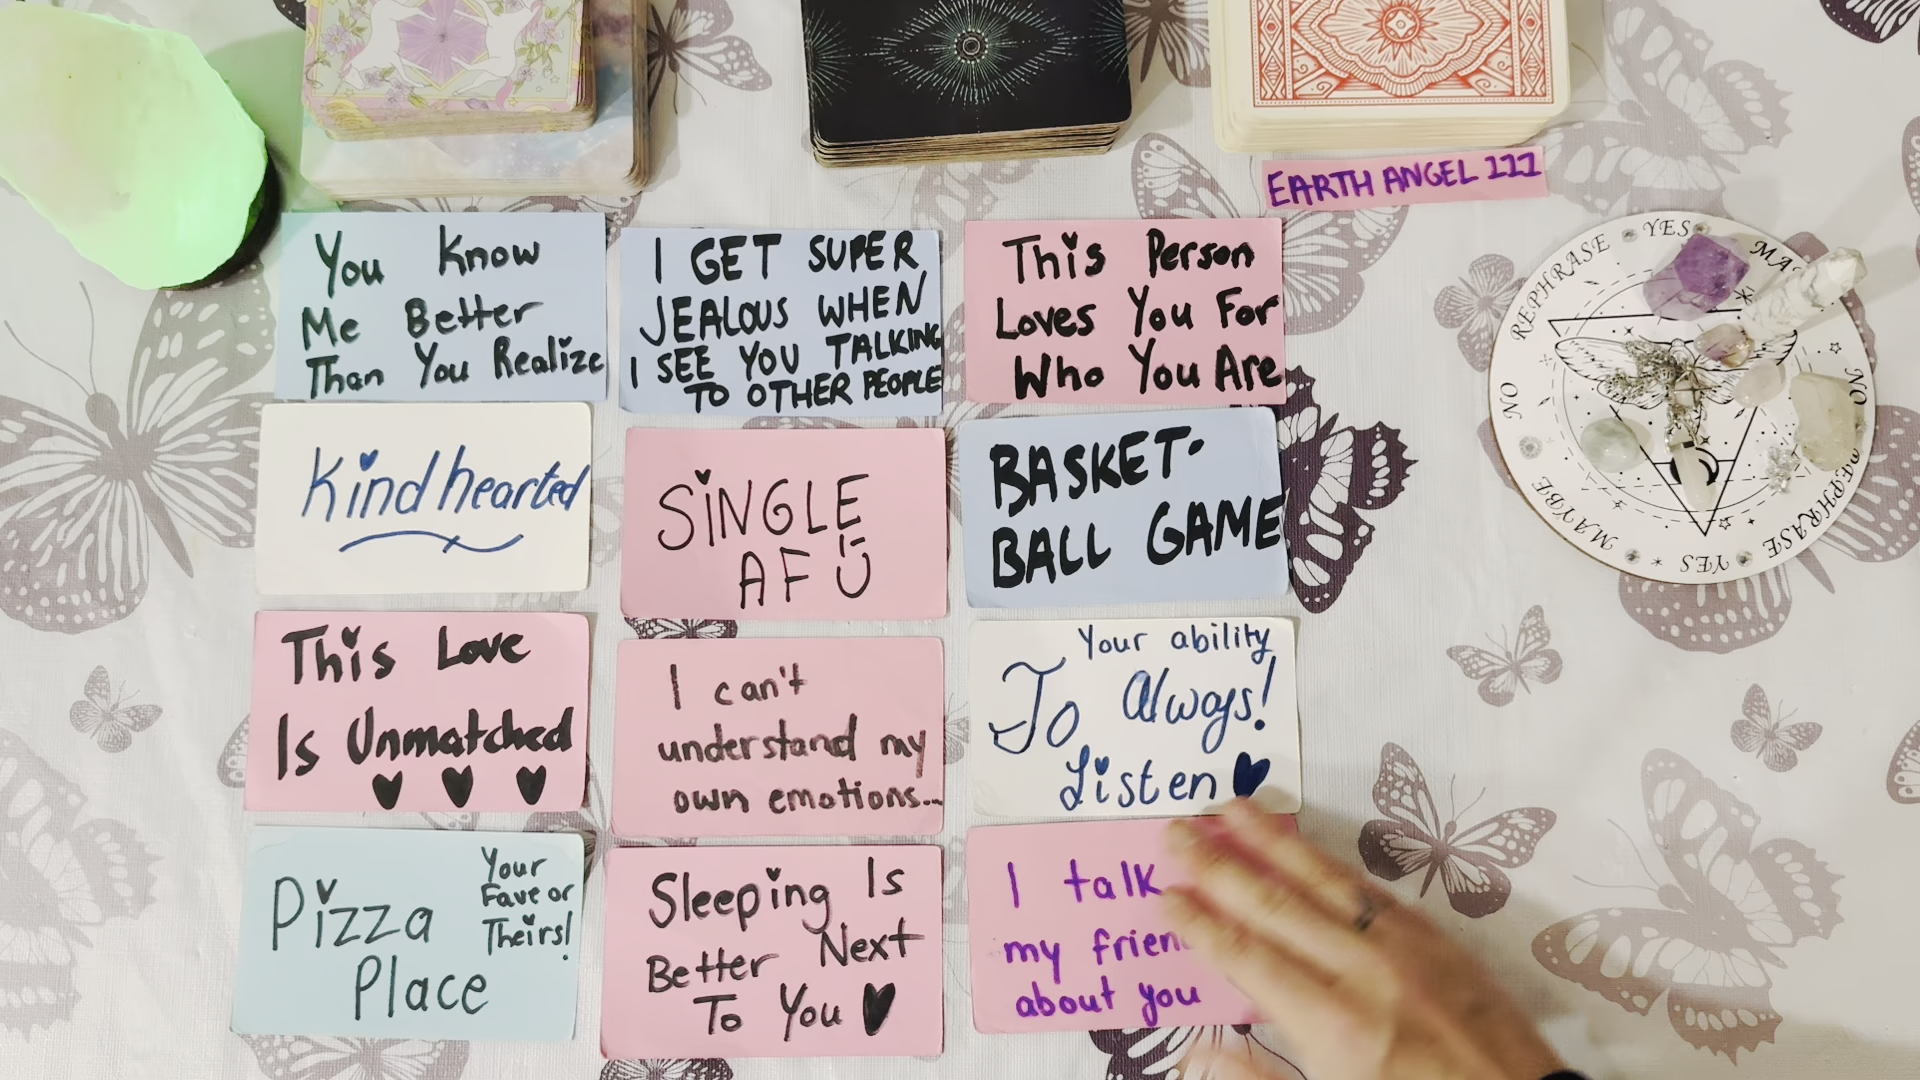 EARTH ANGEL 111
You Know
Me Better
Than You Realize
I GET SUPER
JEALOUS WHEN
I SEE YOU TALKING
TO OTHER PEOPLE
This Person
Loves You For
Who You Are
Kindhearted
SiNGLE
AF
BASKET-
BALL GAME
This Love
Is Unmatched
I can't
understand my
own emotions...
Your ability
To Always!
Listen
Pizza
Place
Your
Fave or
Theirs!
Sleeping Is
Better Next
To You
I talk
my
about you
REPHRASE
YES
NO
MAYBE
YES
REPHRASE
NO